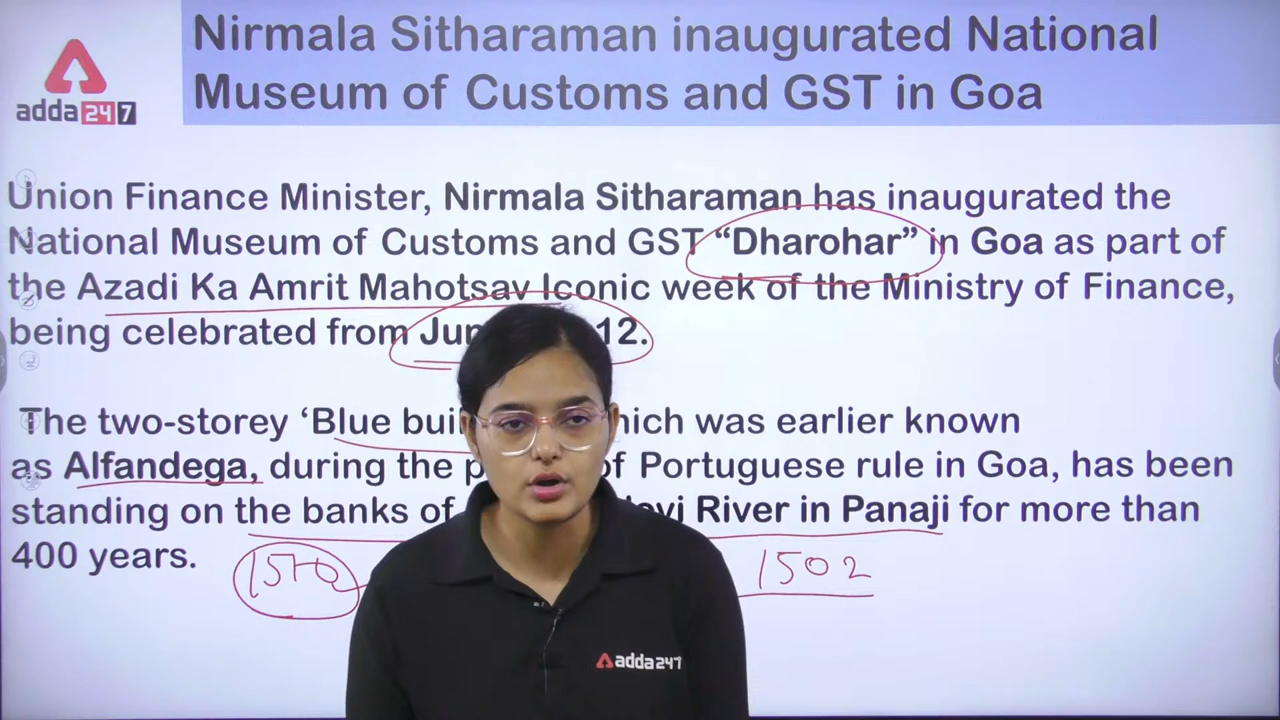 Nirmala Sitharaman inaugurated National
Museum of Customs and GST in Goa
adda247
Union Finance Minister, Nirmala Sitharaman has inaugurated the
National Museum of Customs and GST “Dharohar” in Goa as part of
the Azadi Ka Amrit Mahotsav Iconic week of the Ministry of Finance,
being celebrated from 12.
The two-storey ‘Blue was earlier known
as Alfandega, during the of Portuguese rule in Goa, has been
standing on the banks of River in Panaji for more than
400 years.
1510 1502
adda247